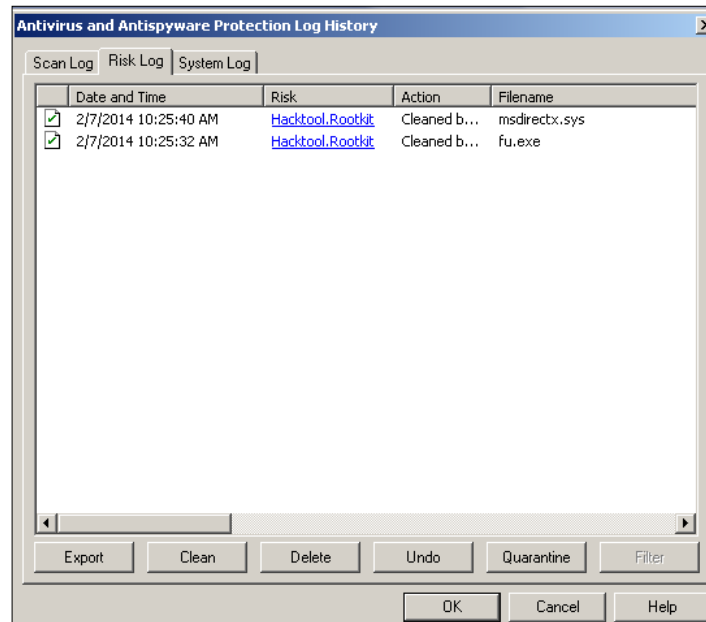 Antivirus and Antispyware Protection Log History
Scan Log Risk Log System Log
Date and Time Risk Action Filename
2/7/2014 10:25:40 AM Hacktool.Rootkit Cleaned b... msdirectx.sys
2/7/2014 10:25:32 AM Hacktool.Rootkit Cleaned b... fu.exe
Export Clean Delete Undo Quarantine Filter
OK Cancel Help